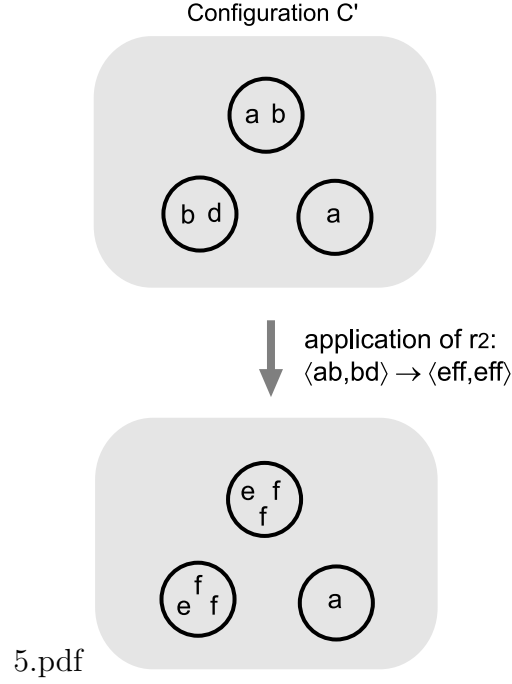 Configuration C'
a b
b d
a
application of r2:
⟨ab,bd⟩ → ⟨eff,eff⟩
e f
f
f
e f
a
5.pdf